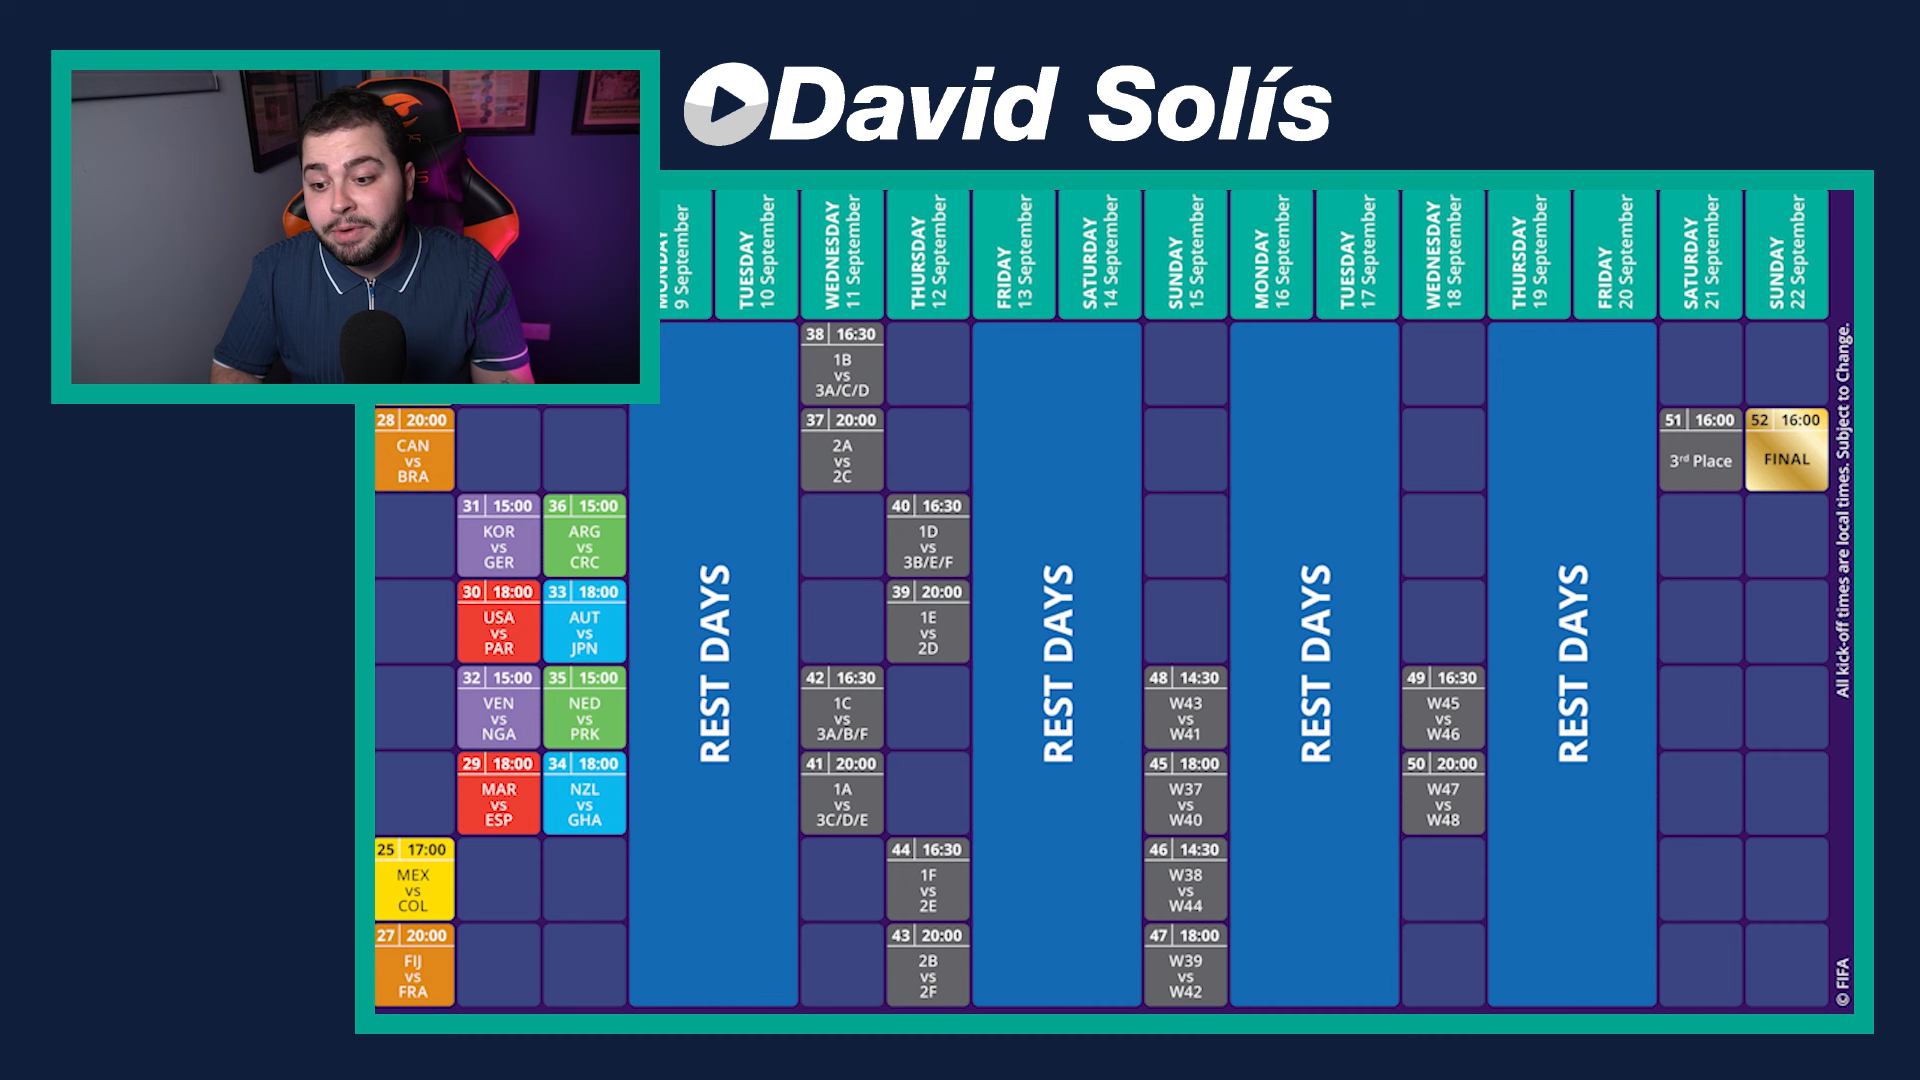 David Solís
MONDAY
9 September
TUESDAY
10 September
WEDNESDAY
11 September
THURSDAY
12 September
FRIDAY
13 September
SATURDAY
14 September
SUNDAY
15 September
MONDAY
16 September
TUESDAY
17 September
WEDNESDAY
18 September
THURSDAY
19 September
FRIDAY
20 September
SATURDAY
21 September
SUNDAY
22 September
38 16:30
1B
vs
3A/C/D
28 20:00
CAN
vs
BRA
37 20:00
2A
vs
2C
51 16:00
3rd Place
52 16:00
FINAL
31 15:00
KOR
vs
GER
36 15:00
ARG
vs
CRC
40 16:30
1D
vs
3B/E/F
30 18:00
USA
vs
PAR
33 18:00
AUT
vs
JPN
39 20:00
1E
vs
2D
REST DAYS
REST DAYS
REST DAYS
REST DAYS
32 15:00
VEN
vs
NGA
35 15:00
NED
vs
PRK
42 16:30
1C
vs
3A/B/F
48 14:30
W43
vs
W41
49 16:30
W45
vs
W46
29 18:00
MAR
vs
ESP
34 18:00
NZL
vs
GHA
41 20:00
1A
vs
3C/D/E
45 18:00
W37
vs
W40
50 20:00
W47
vs
W48
25 17:00
MEX
vs
COL
44 16:30
1F
vs
2E
46 14:30
W38
vs
W44
27 20:00
FIJ
vs
FRA
43 20:00
2B
vs
2F
47 18:00
W39
vs
W42
All kick-off times are local times. Subject to Change.
© FIFA